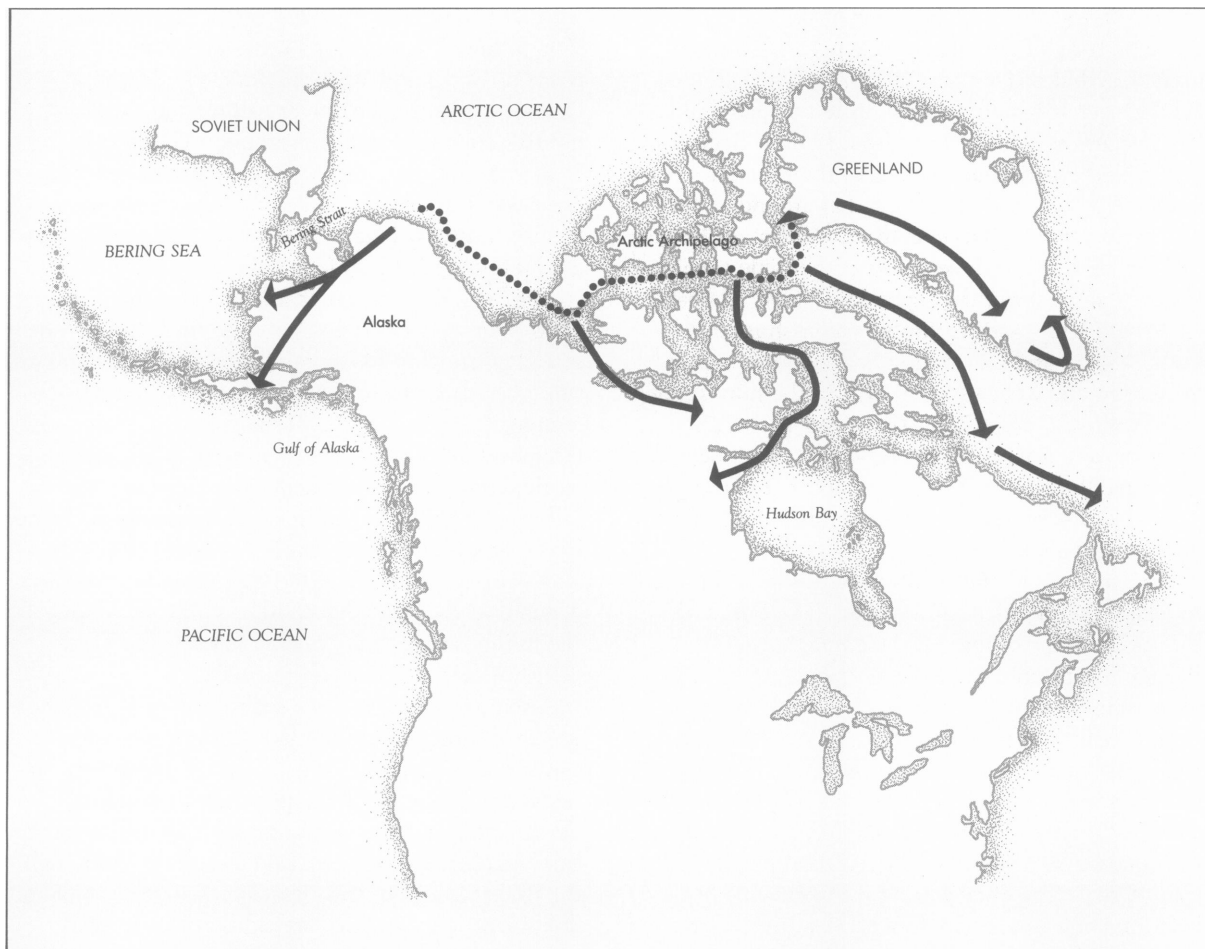 ARCTIC OCEAN
SOVIET UNION
GREENLAND
Bering Strait
BERING SEA
Arctic Archipelago
Alaska
Gulf of Alaska
Hudson Bay
PACIFIC OCEAN